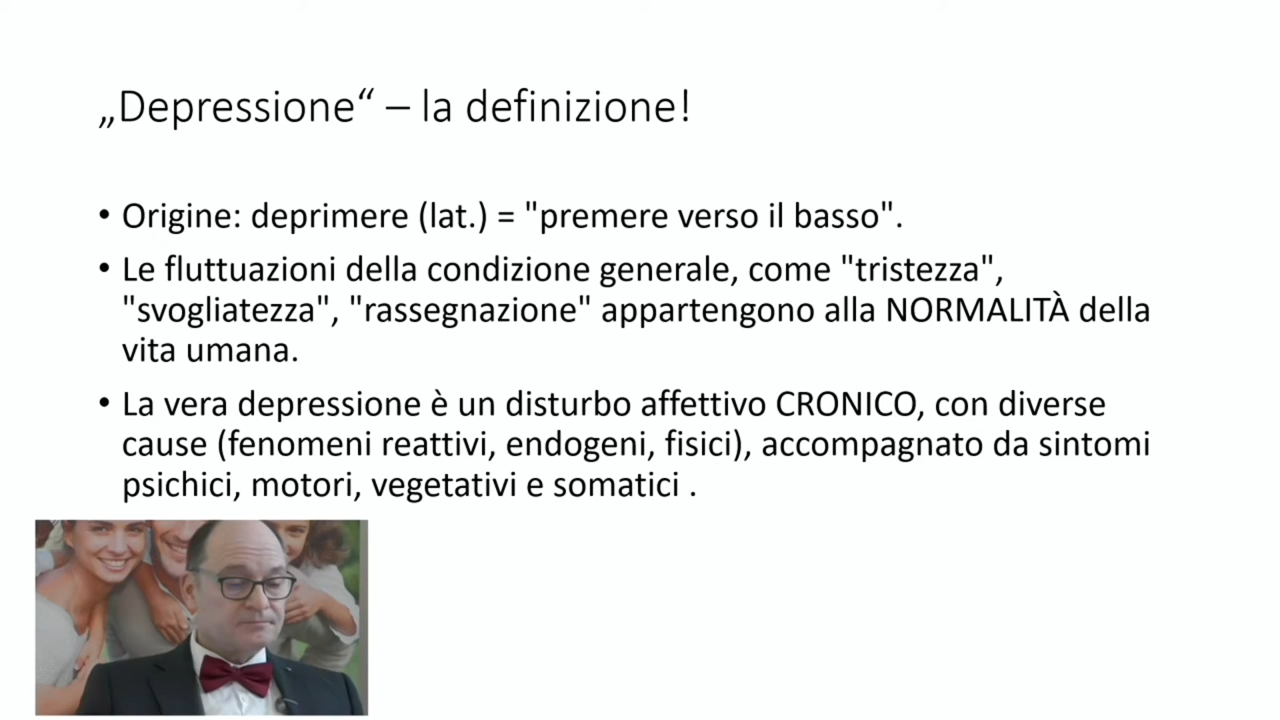 „Depressione“ – la definizione!
• Origine: deprimere (lat.) = "premere verso il basso".
• Le fluttuazioni della condizione generale, come "tristezza",
"svogliatezza", "rassegnazione" appartengono alla NORMALITÀ della
vita umana.
• La vera depressione è un disturbo affettivo CRONICO, con diverse
cause (fenomeni reattivi, endogeni, fisici), accompagnato da sintomi
psichici, motori, vegetativi e somatici .